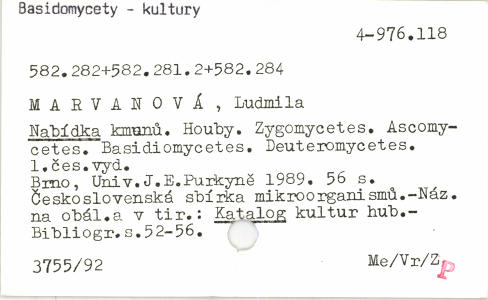 Basidomycety - kultury
4-976.118
582.282+582.281.2+582.284
MARVANOVÁ, Ludmila
Nabídka kmunů. Houby. Zygomycetes. Ascomy-
cetes. Basidiomycetes. Deuteromycetes.
1.čes.vyd.
Brno, Univ.J.E.Purkyně 1989. 56 s.
Československá sbírka mikroorganismů.-Náz.
na obál.a v tir.: Katalog kultur hub.-
Bibliogr.s.52-56.
3755/92
Me/Vr/Z
P